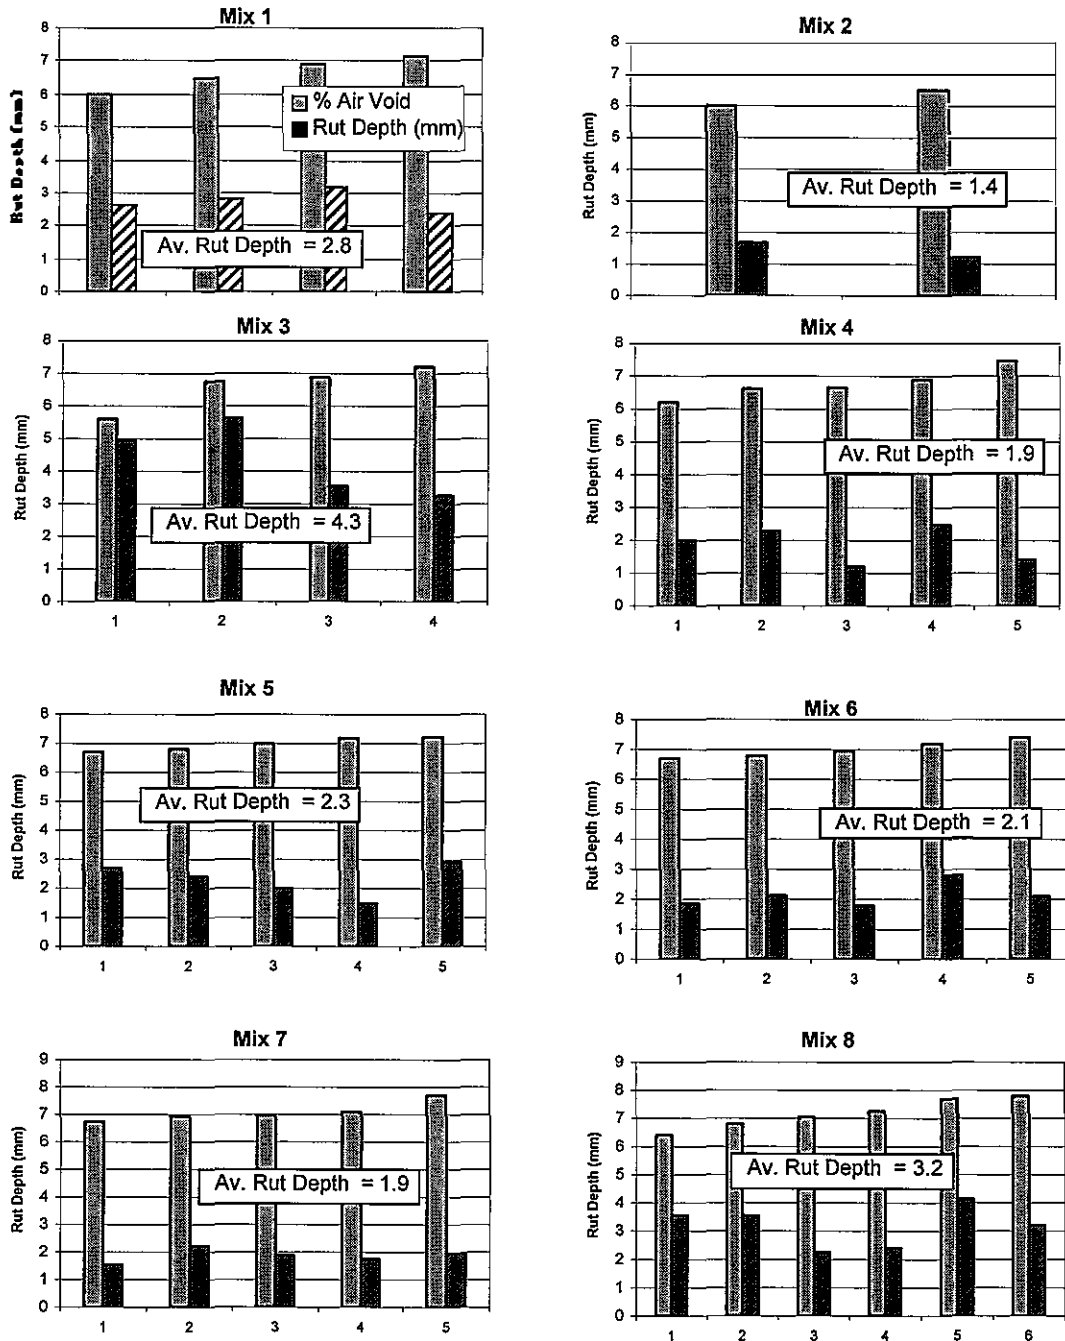 Mix 1
8
7
6
5
4
3
2
1
0
Rut Depth (mm)
% Air Void
Rut Depth (mm)
Av. Rut Depth = 2.8
Mix 2
8
7
6
5
4
3
2
1
0
Rut Depth (mm)
Av. Rut Depth = 1.4
Mix 3
8
7
6
5
4
3
2
1
0
Rut Depth (mm)
Av. Rut Depth = 4.3
1 2 3 4
Mix 4
8
7
6
5
4
3
2
1
0
Rut Depth (mm)
Av. Rut Depth = 1.9
1 2 3 4 5
Mix 5
8
7
6
5
4
3
2
1
0
Rut Depth (mm)
Av. Rut Depth = 2.3
1 2 3 4 5
Mix 6
8
7
6
5
4
3
2
1
0
Rut Depth (mm)
Av. Rut Depth = 2.1
1 2 3 4 5
Mix 7
9
8
7
6
5
4
3
2
1
0
Rut Depth (mm)
Av. Rut Depth = 1.9
1 2 3 4 5
Mix 8
9
8
7
6
5
4
3
2
1
0
Rut Depth (mm)
Av. Rut Depth = 3.2
1 2 3 4 5 6